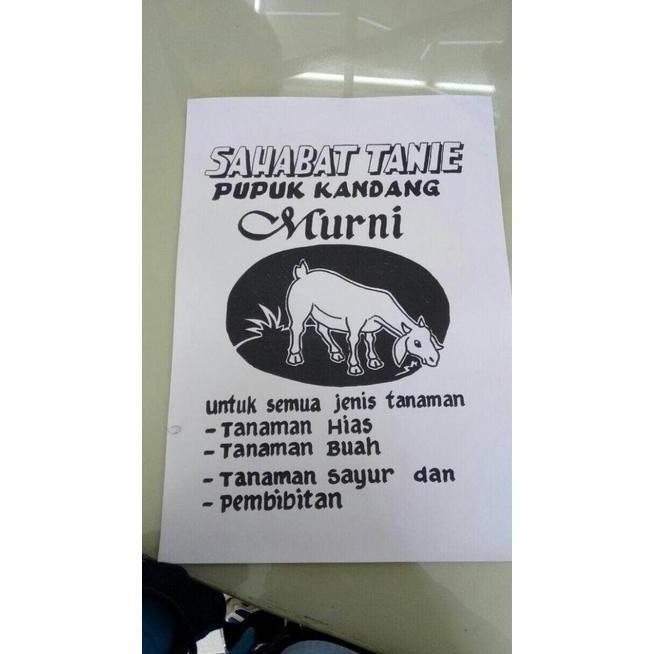 SAHABAT TANIE
PUPUK KANDANG
Murni
untuk semua jenis tanaman
- Tanaman Hias
- Tanaman Buah
- Tanaman sayur dan
- Pembibitan